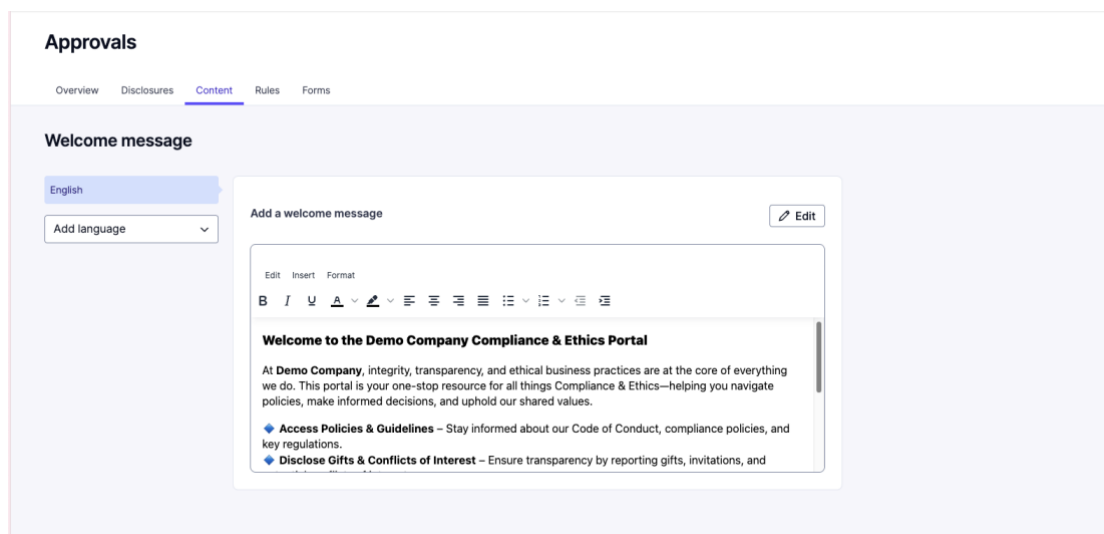 Approvals
Overview Disclosures Content Rules Forms
Welcome message
English
Add language
Add a welcome message
Edit
Edit Insert Format
B I U A
Welcome to the Demo Company Compliance & Ethics Portal
At Demo Company, integrity, transparency, and ethical business practices are at the core of everything
we do. This portal is your one-stop resource for all things Compliance & Ethics—helping you navigate
policies, make informed decisions, and uphold our shared values.
🔹 Access Policies & Guidelines – Stay informed about our Code of Conduct, compliance policies, and
key regulations.
🔹 Disclose Gifts & Conflicts of Interest – Ensure transparency by reporting gifts, invitations, and